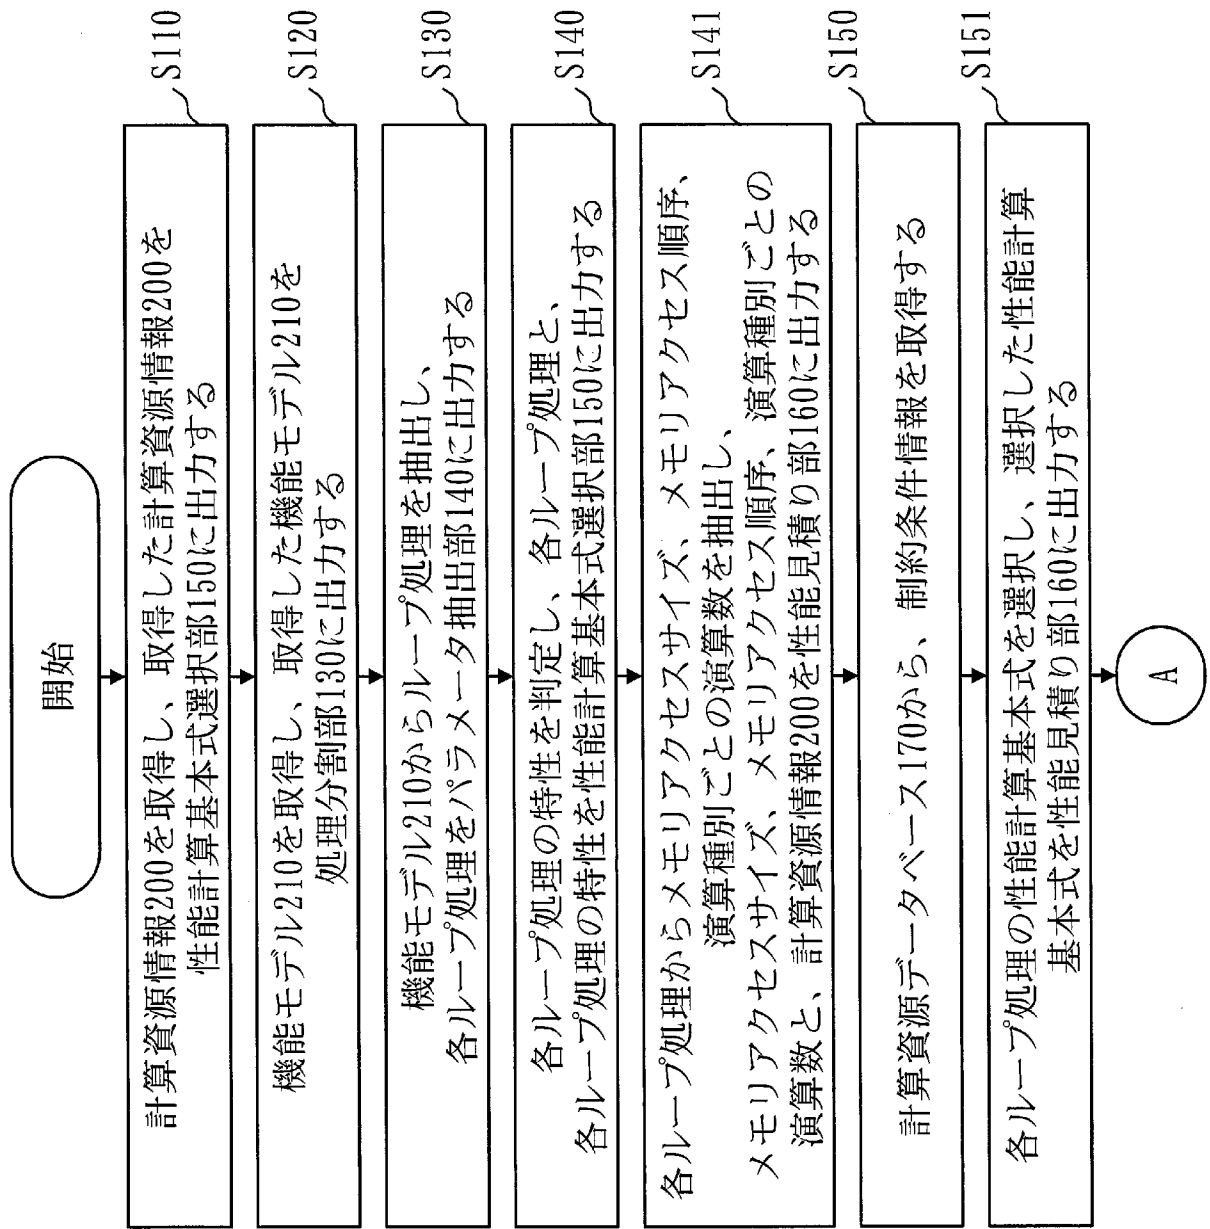 開始
計算資源情報200を取得し、取得した計算資源情報200を
性能計算基本式選択部150に出力する
S110
機能モデル210を取得し、取得した機能モデル210を
処理分割部130に出力する
S120
機能モデル210からループ処理を抽出し、
各ループ処理をパラメータ抽出部140に出力する
S130
各ループ処理の特性を判定し、各ループ処理と、
各ループ処理の特性を性能計算基本式選択部150に出力する
S140
各ループ処理からメモリアクセスサイズ、メモリアクセス順序、
演算種別ごとの演算数を抽出し、
メモリアクセスサイズ、メモリアクセス順序、演算種別ごとの
演算数と、計算資源情報200を性能見積り部160に出力する
S141
計算資源データベース170から、制約条件情報を取得する
S150
各ループ処理の性能計算基本式を選択し、選択した性能計算
基本式を性能見積り部160に出力する
S151
A